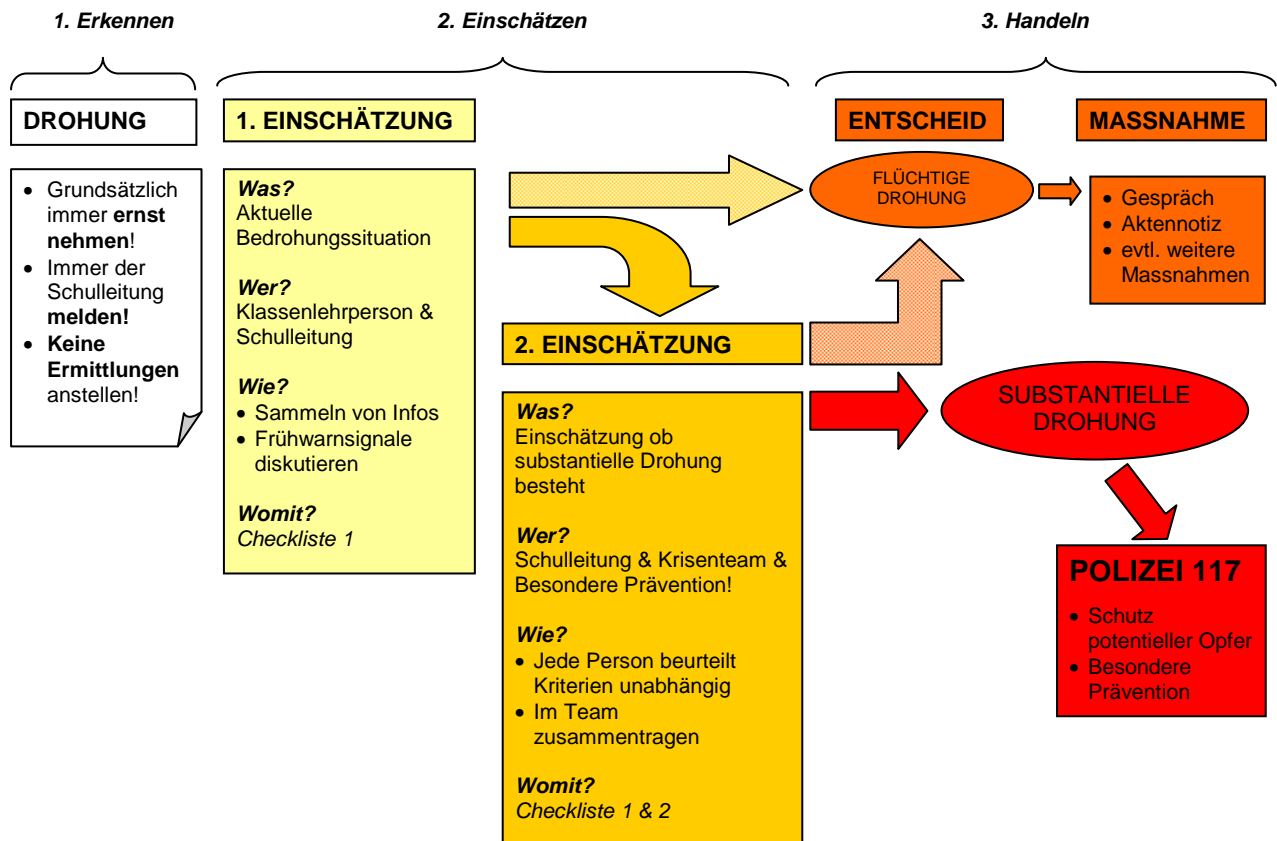 1. Erkennen
2. Einschätzen
3. Handeln
DROHUNG
• Grundsätzlich
immer ernst
nehmen!
• Immer der
Schulleitung
melden!
• Keine
Ermittlungen
anstellen!
1. EINSCHÄTZUNG
Was?
Aktuelle
Bedrohungssituation
Wer?
Klassenlehrperson &
Schulleitung
Wie?
• Sammeln von Infos
• Frühwarnsignale
diskutieren
Womit?
Checkliste 1
2. EINSCHÄTZUNG
Was?
Einschätzung ob
substantielle Drohung
besteht
Wer?
Schulleitung & Krisenteam &
Besondere Prävention!
Wie?
• Jede Person beurteilt
Kriterien unabhängig
• Im Team
zusammentragen
Womit?
Checkliste 1 & 2
ENTSCHEID
FLÜCHTIGE
DROHUNG
SUBSTANTIELLE
DROHUNG
MASSNAHME
• Gespräch
• Aktennotiz
• evtl. weitere
Massnahmen
POLIZEI 117
• Schutz
potentieller Opfer
• Besondere
Prävention